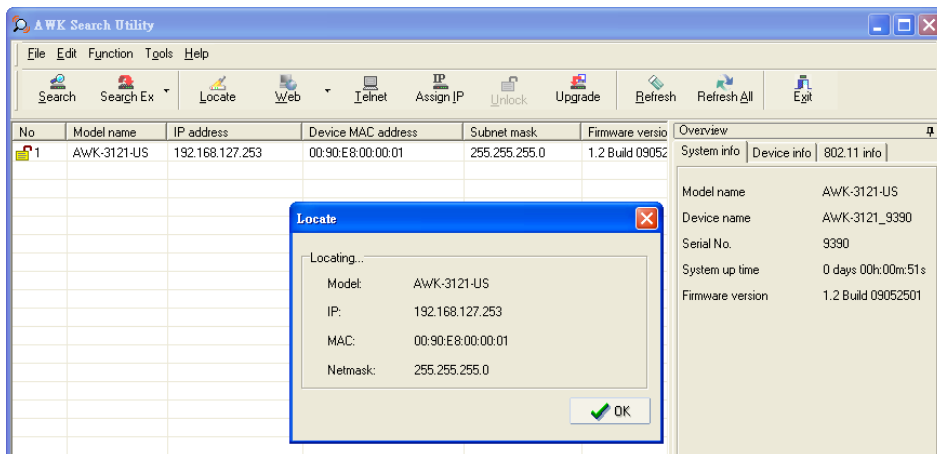 AWK Search Utility
File Edit Function Tools Help
Search Search Ex Locate Web Telnet Assign IP Unlock Upgrade Refresh Refresh All Exit
No Model name IP address Device MAC address Subnet mask Firmware versio
1 AWK-3121-US 192.168.127.253 00:90:E8:00:00:01 255.255.255.0 1.2 Build 09052
Overview
System info Device info 802.11 info
Model name AWK-3121-US
Device name AWK-3121_9390
Serial No. 9390
System up time 0 days 00h:00m:51s
Firmware version 1.2 Build 09052501
Locate
Locating...
Model: AWK-3121-US
IP: 192.168.127.253
MAC: 00:90:E8:00:00:01
Netmask: 255.255.255.0
OK